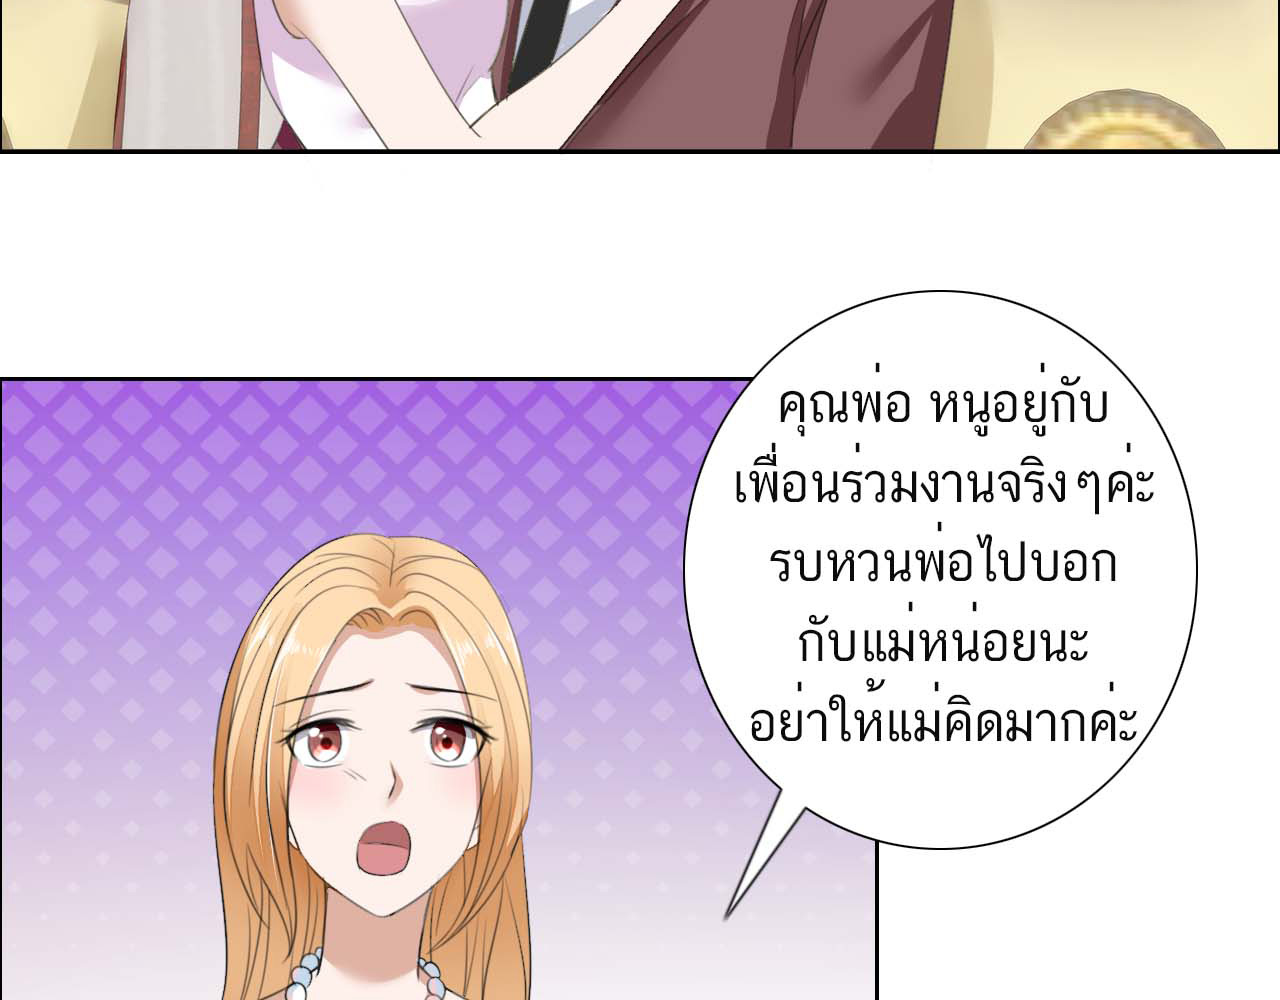 คุณพ่อ หนูอยู่กับ
เพื่อนร่วมงานจริงๆค่ะ
รบหวนพ่อไปบอก
กับแม่หน่อยนะ
อย่าให้แม่คิดมากค่ะ